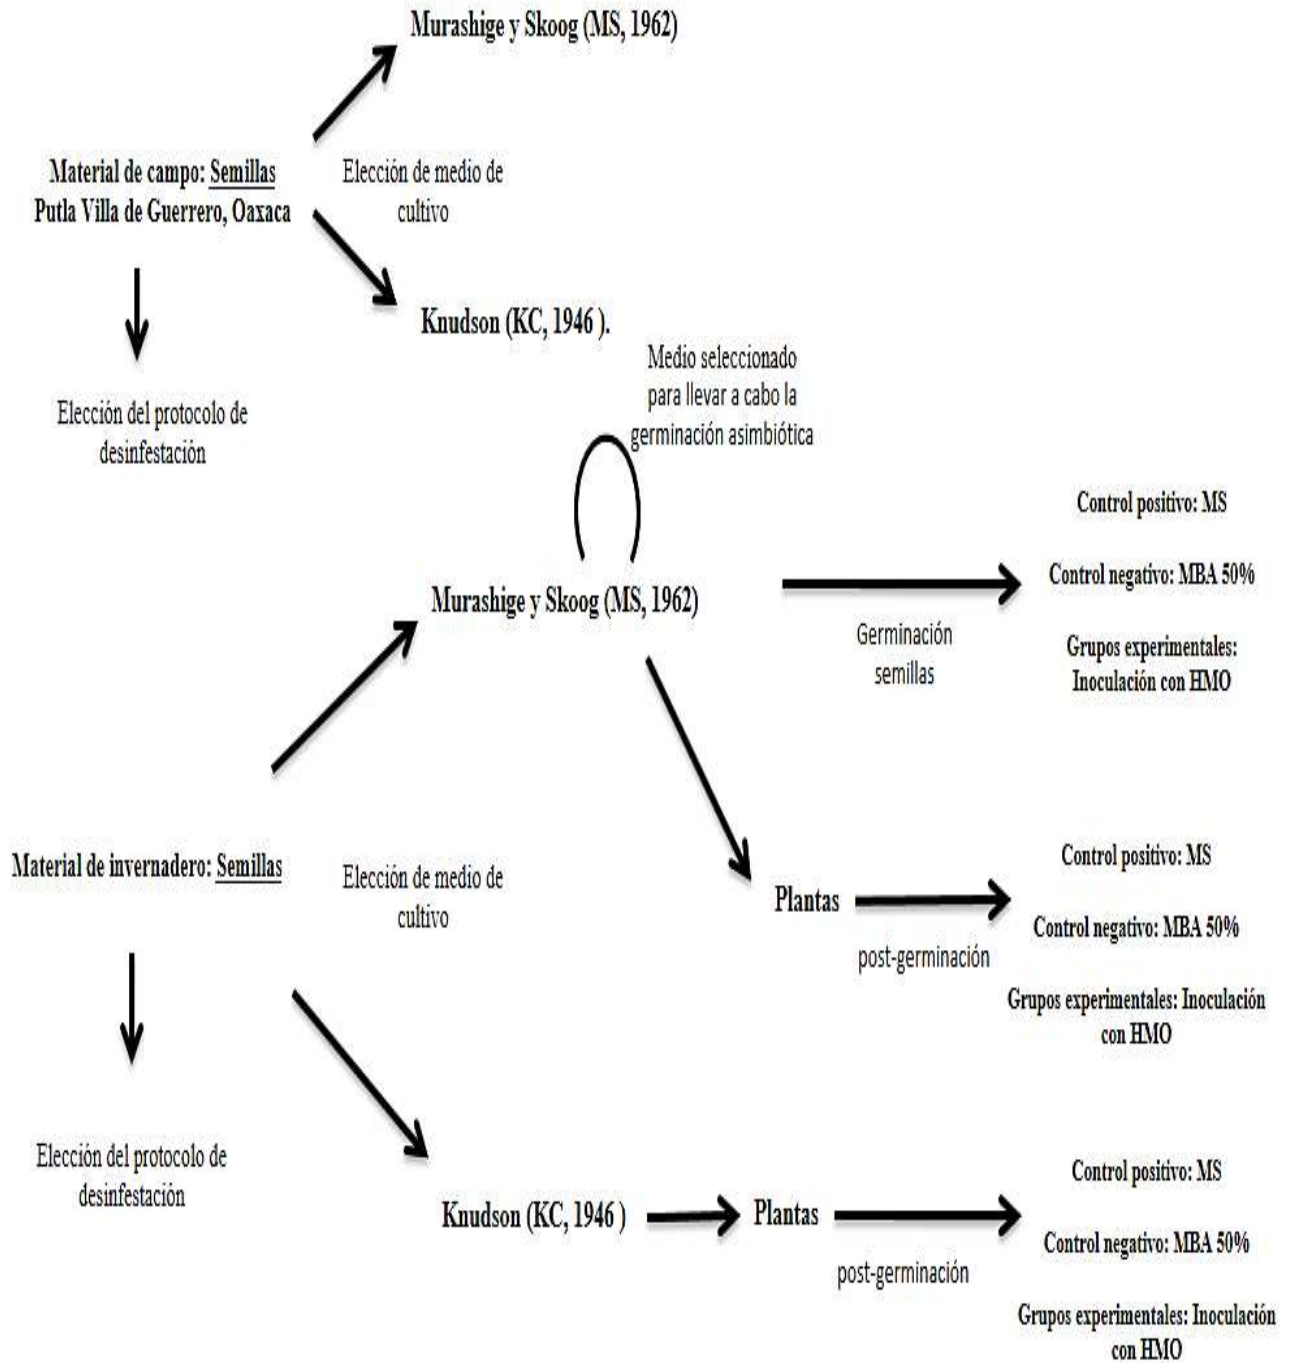 Murashige y Skoog (MS, 1962)
Material de campo: Semillas
Putla Villa de Guerrero, Oaxaca
Elección de medio de
cultivo
Knudson (KC, 1946 ).
Elección del protocolo de
desinfestación
Medio seleccionado
para llevar a cabo la
germinación asimbiótica
Murashige y Skoog (MS, 1962)
Germinación
semillas
Control positivo: MS
Control negativo: MBA 50%
Grupos experimentales:
Inoculación con HMO
Material de invernadero: Semillas
Elección de medio de
cultivo
Plantas
post-germinación
Control positivo: MS
Control negativo: MBA 50%
Grupos experimentales: Inoculación
con HMO
Elección del protocolo de
desinfestación
Knudson (KC, 1946 )
Plantas
post-germinación
Control positivo: MS
Control negativo: MBA 50%
Grupos experimentales: Inoculación
con HMO